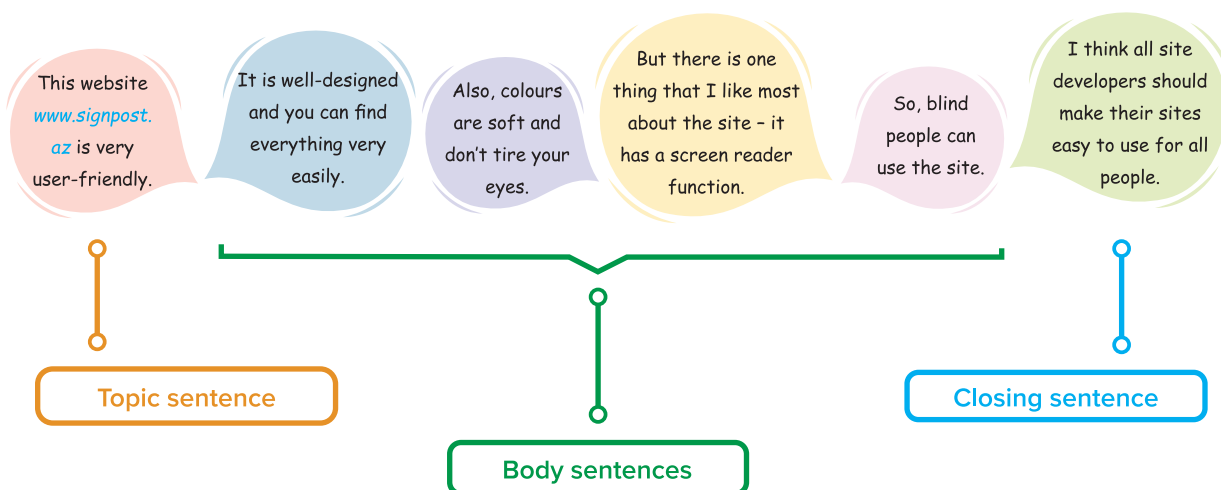 This website
www.signpost.
az is very
user-friendly.
It is well-designed
and you can find
everything very
easily.
Also, colours
are soft and
don't tire your
eyes.
But there is one
thing that I like most
about the site – it
has a screen reader
function.
So, blind
people can
use the site.
I think all site
developers should
make their sites
easy to use for all
people.
Topic sentence
Body sentences
Closing sentence